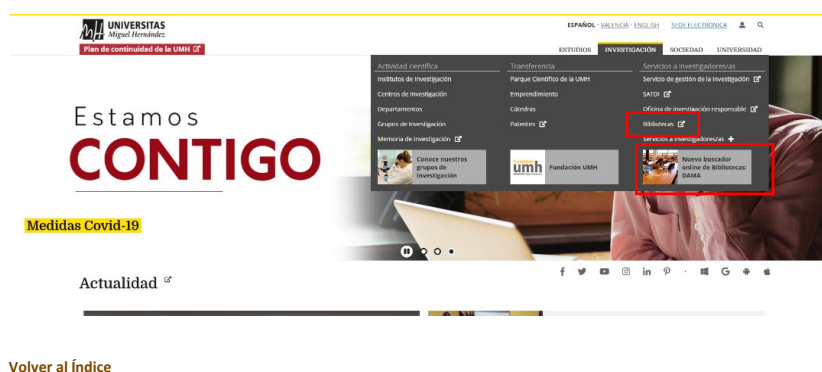 UNIVERSITAS
Miguel Hernández
ESPAÑOL · VALENCIÀ · ENGLISH SEDE ELECTRÓNICA
Plan de continuidad de la UMH
ESTUDIOS INVESTIGACIÓN SOCIEDAD UNIVERSIDAD
Actividad científica
Institutos de Investigación
Centros de Investigación
Departamentos
Grupos de Investigación
Memoria de Investigación
Conoce nuestros
grupos de
investigación
Transferencia
Parque Científico de la UMH
Emprendimiento
Cátedras
Patentes
umh
Fundación UMH
Servicios a investigadores/as
Servicio de gestión de la Investigación
SATDI
Oficina de investigación responsable
Bibliotecas
Servicios a investigadores/as +
Nuevo buscador
online de Bibliotecas:
DAMA
Estamos
CONTIGO
Medidas Covid-19
Actualidad
Volver al Índice